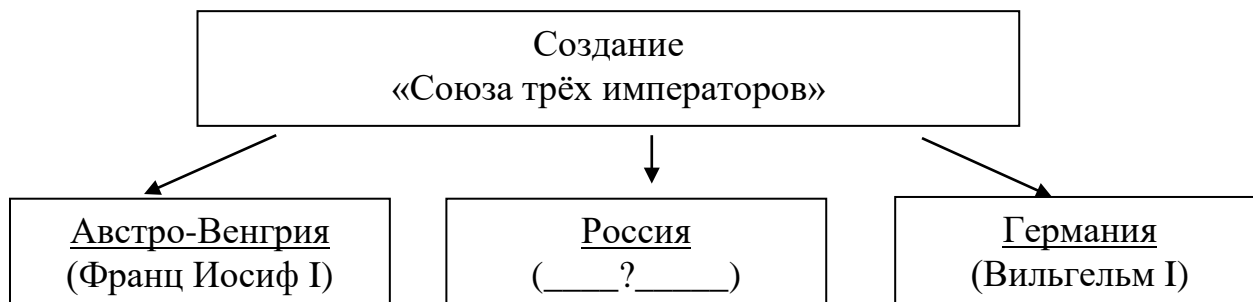 Создание
«Союза трёх императоров»
Австро-Венгрия
(Франц Иосиф I)
Россия
(____?_____)
Германия
(Вильгельм I)